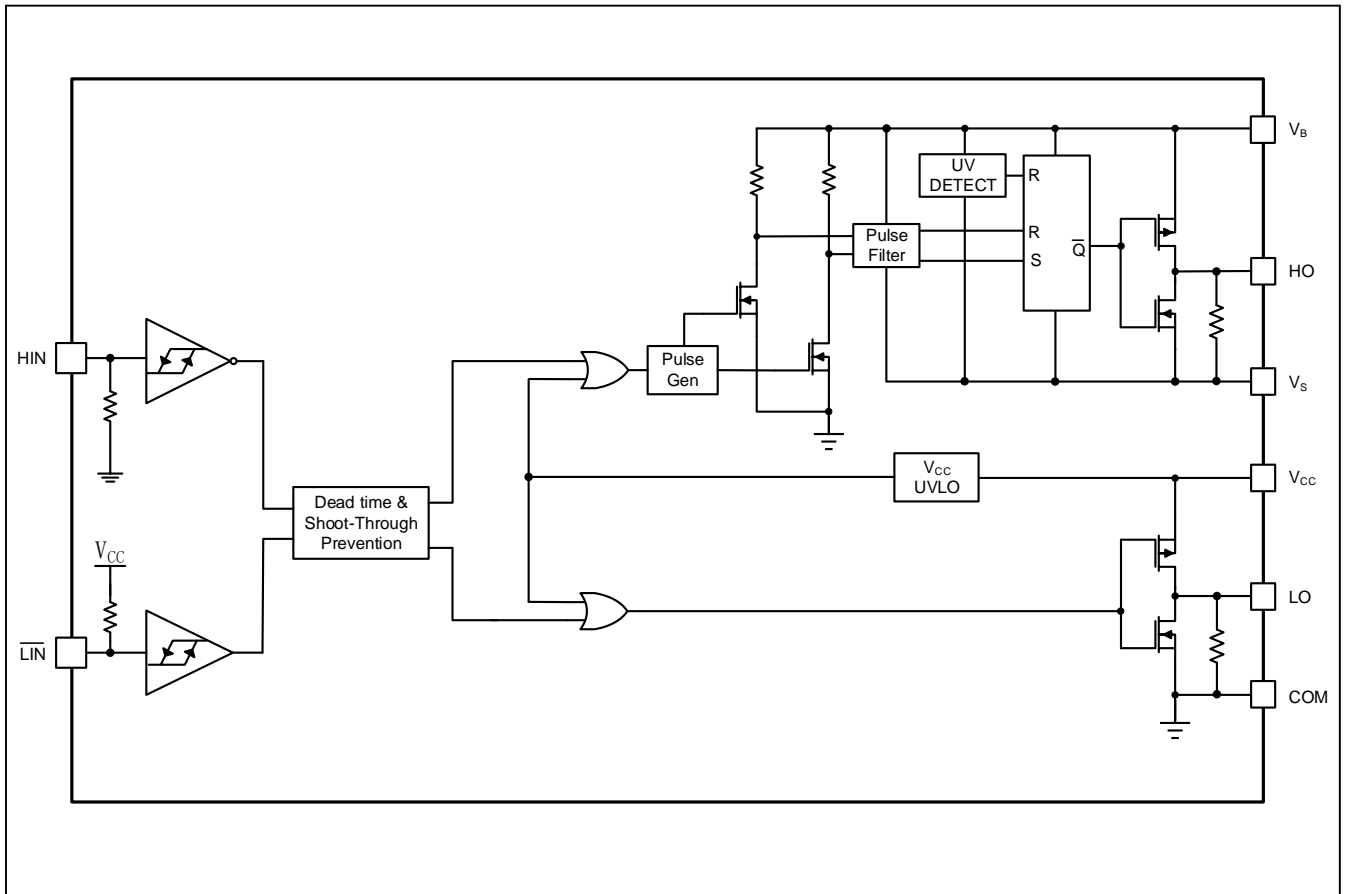 V_B
UV
DETECT
R
R
S
Q̅
Pulse
Filter
HO
HIN
Pulse
Gen
V_S
V_CC
UVLO
V_CC
Dead time &
Shoot-Through
Prevention
V_CC
LO
L̅I̅N̅
COM